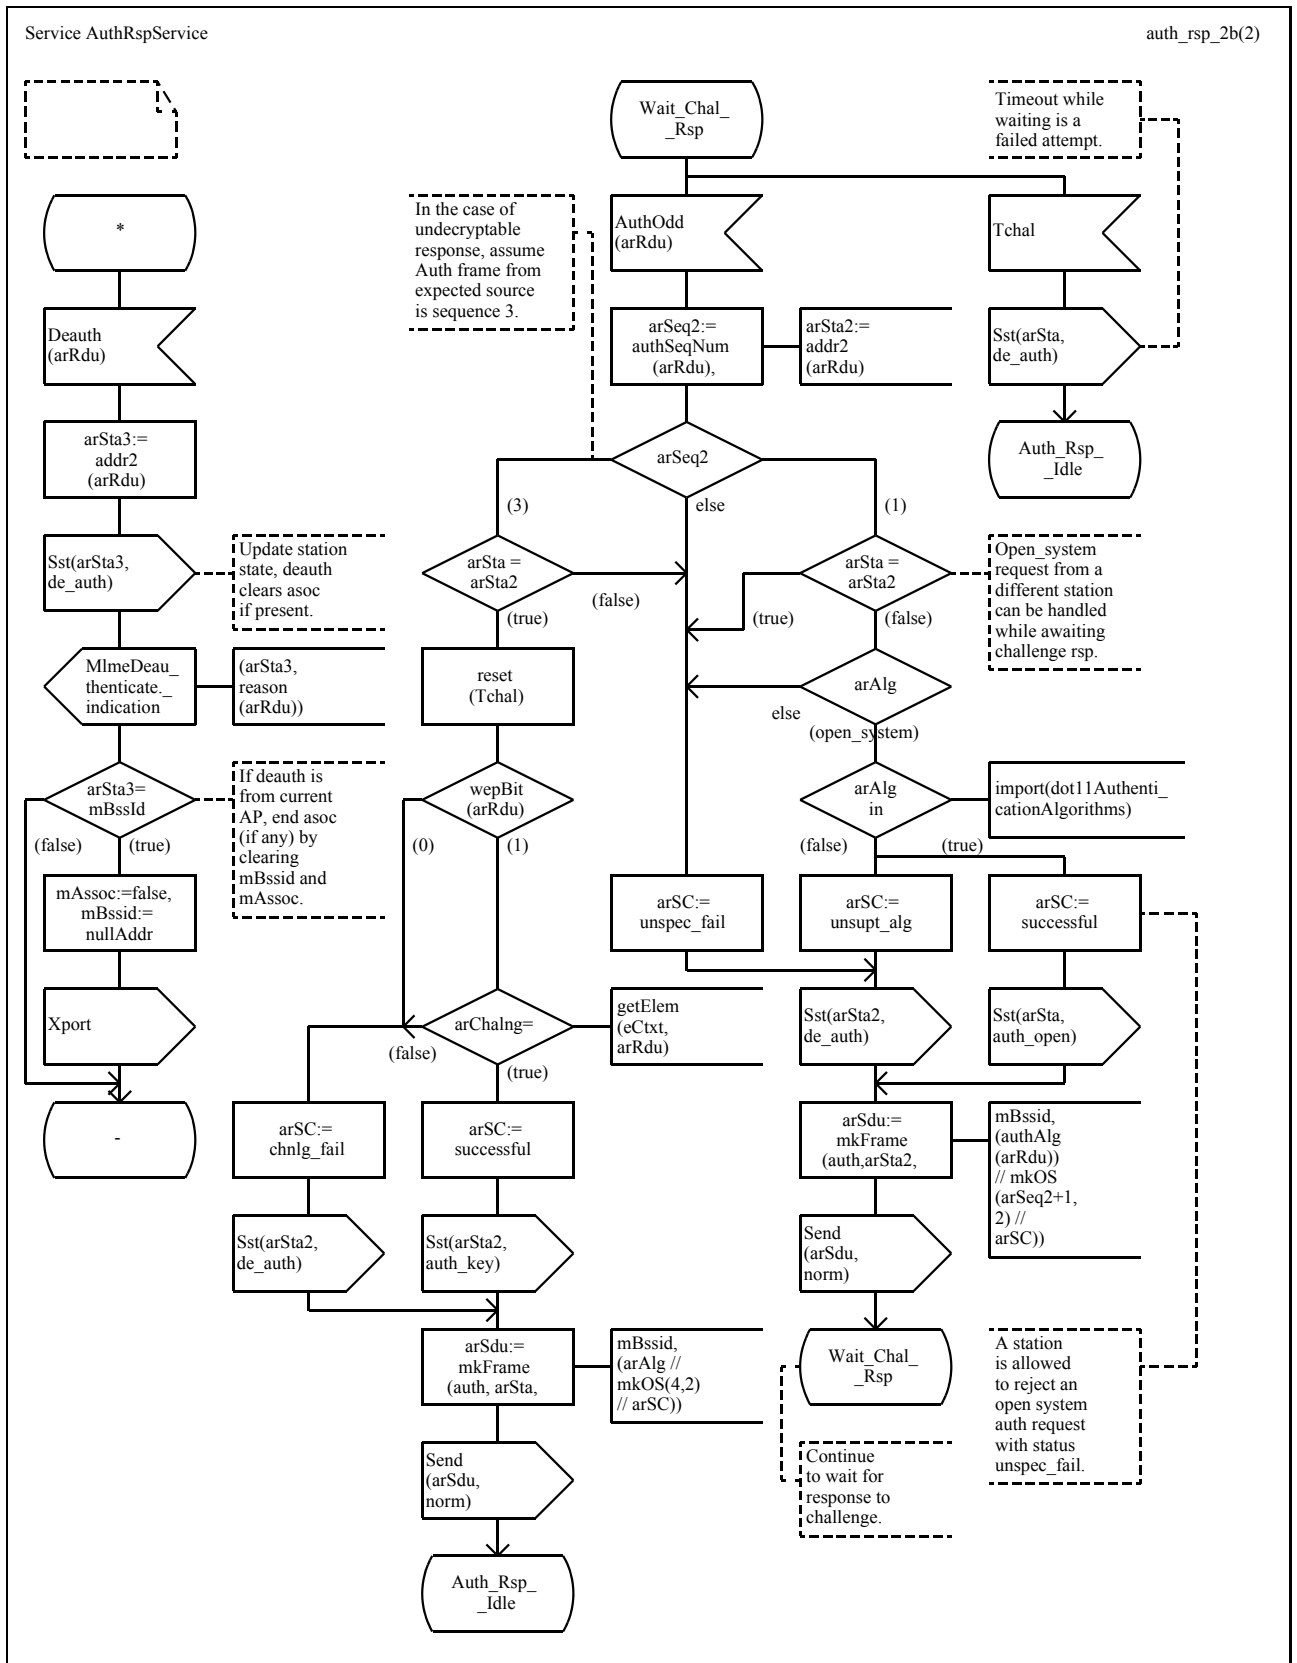 Service AuthRspService
auth_rsp_2b(2)
Wait_Chal_
_Rsp
Timeout while
waiting is a
failed attempt.
*
In the case of
undecryptable
response, assume
Auth frame from
expected source
is sequence 3.
AuthOdd
(arRdu)
Tchal
Deauth
(arRdu)
arSeq2:=
authSeqNum
(arRdu),
arSta2:=
addr2
(arRdu)
Sst(arSta,
de_auth)
arSta3:=
addr2
(arRdu)
arSeq2
Auth_Rsp_
_Idle
(3)
else
(1)
Sst(arSta3,
de_auth)
Update station
state, deauth
clears asoc
if present.
arSta =
arSta2
(false)
(true)
arSta =
arSta2
(true)
(false)
Open_system
request from a
different station
can be handled
while awaiting
challenge rsp.
MlmeDeau_
thenticate._
indication
(arSta3,
reason
(arRdu))
reset
(Tchal)
arAlg
else
(open_system)
arSta3=
mBssId
(false)
(true)
If deauth is
from current
AP, end asoc
(if any) by
clearing
mBssid and
mAssoc.
wepBit
(arRdu)
(0)
(1)
arAlg
in
(false)
(true)
import(dot11Authenti_
cationAlgorithms)
mAssoc:=false,
mBssid:=
nullAddr
arSC:=
unspec_fail
arSC:=
unsupt_alg
arSC:=
successful
Xport
arChalng=
(false)
(true)
getElem
(eCtxt,
arRdu)
Sst(arSta2,
de_auth)
Sst(arSta,
auth_open)
-
arSC:=
chnlg_fail
arSC:=
successful
arSdu:=
mkFrame
(auth,arSta2,
mBssid,
(authAlg
(arRdu))
// mkOS
(arSeq2+1,
2) //
arSC))
Sst(arSta2,
de_auth)
Sst(arSta2,
auth_key)
Send
(arSdu,
norm)
arSdu:=
mkFrame
(auth, arSta,
mBssid,
(arAlg //
mkOS(4,2)
// arSC))
Wait_Chal_
_Rsp
A station
is allowed
to reject an
open system
auth request
with status
unspec_fail.
Send
(arSdu,
norm)
Continue
to wait for
response to
challenge.
Auth_Rsp_
_Idle